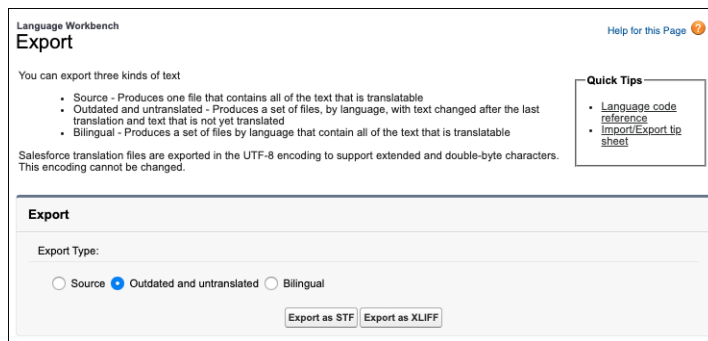 Language Workbench
Export
Help for this Page ?
You can export three kinds of text
• Source - Produces one file that contains all of the text that is translatable
• Outdated and untranslated - Produces a set of files, by language, with text changed after the last
translation and text that is not yet translated
• Bilingual - Produces a set of files by language that contain all of the text that is translatable
Salesforce translation files are exported in the UTF-8 encoding to support extended and double-byte characters.
This encoding cannot be changed.
Quick Tips
• Language code
reference
• Import/Export tip
sheet
Export
Export Type:
Source Outdated and untranslated Bilingual
Export as STF Export as XLIFF